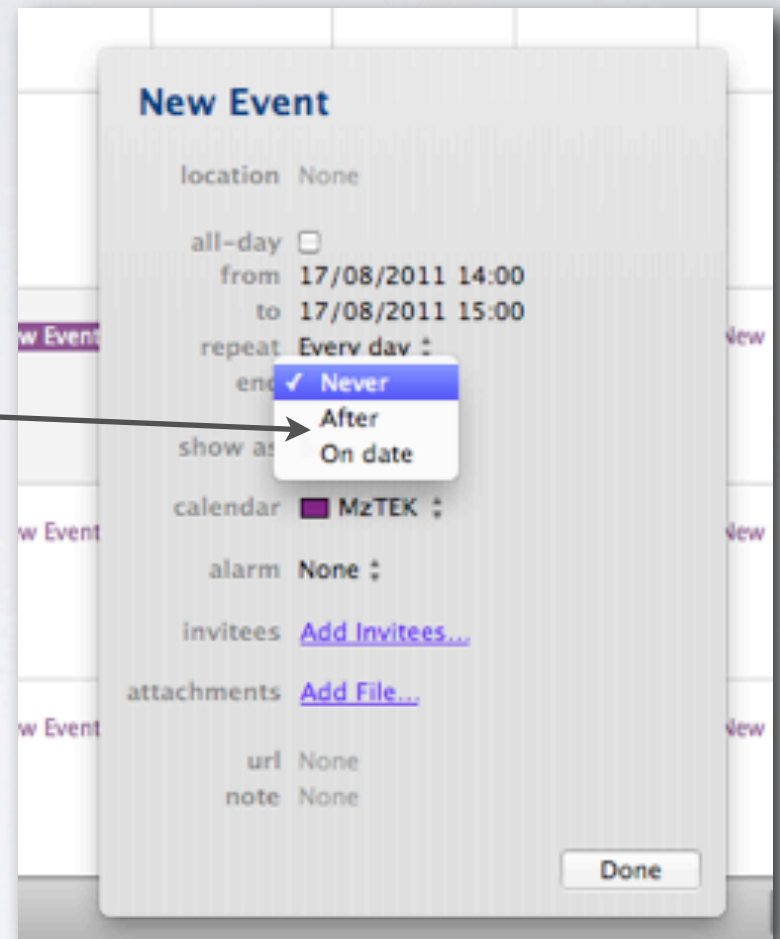 New Event
location None
all-day
from 17/08/2011 14:00
to 17/08/2011 15:00
w Event
New
repeat Every day
end ✓ Never
After
show as
On date
calendar MzTEK
w Event
New
alarm None
invitees Add Invitees...
attachments Add File...
w Event
New
url None
note None
Done